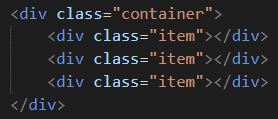 <div class="container">
    <div class="item"></div>
    <div class="item"></div>
    <div class="item"></div>
</div>